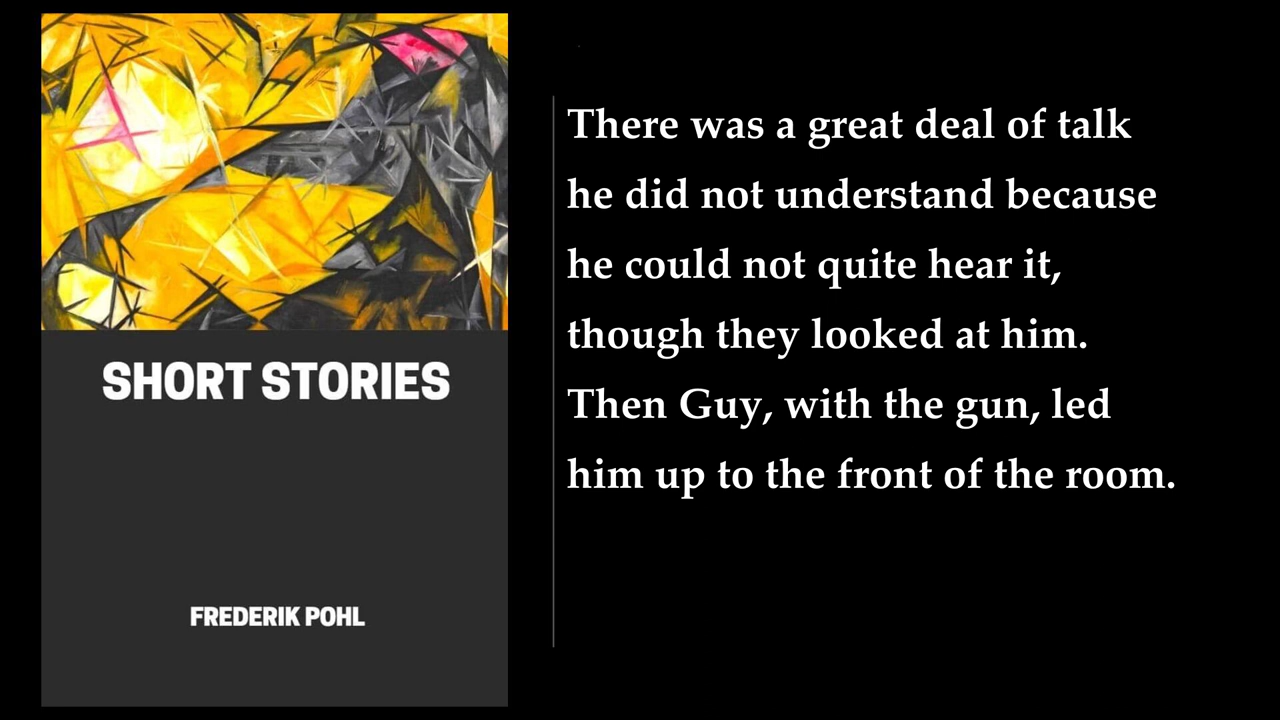 SHORT STORIES
FREDERIK POHL
There was a great deal of talk
he did not understand because
he could not quite hear it,
though they looked at him.
Then Guy, with the gun, led
him up to the front of the room.